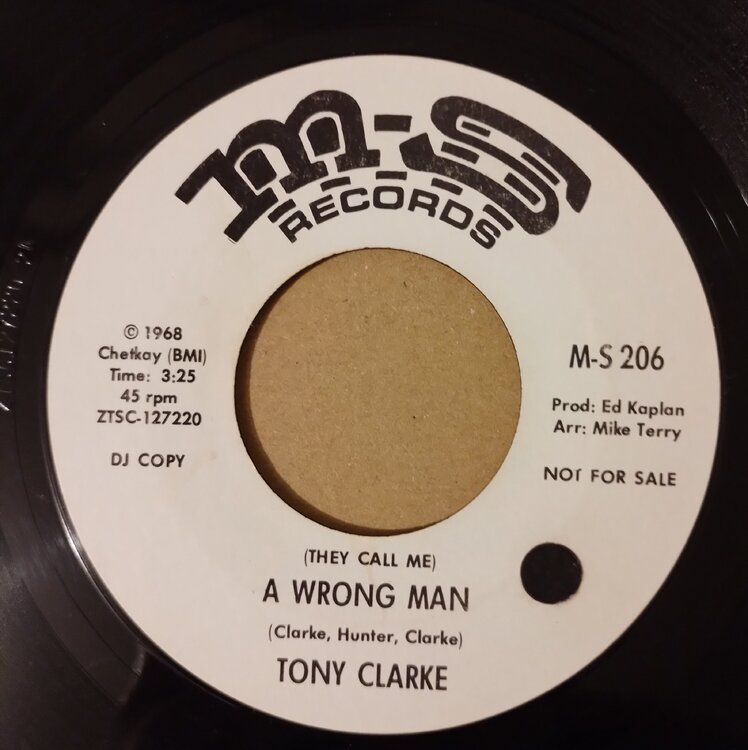 m-s
RECORDS
© 1968
Chetkay (BMI)
Time: 3:25
45 rpm
ZTSC-127220
DJ COPY
M-S 206
Prod: Ed Kaplan
Arr: Mike Terry
NOT FOR SALE
(THEY CALL ME)
A WRONG MAN
(Clarke, Hunter, Clarke)
TONY CLARKE